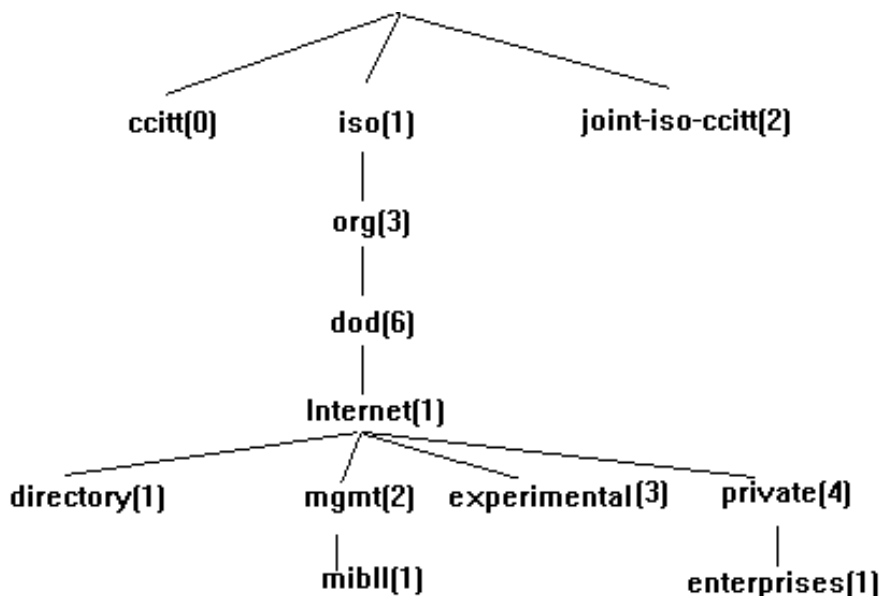 ccitt(0) iso(1) joint-iso-ccitt(2)
org(3)
dod(6)
Internet(1)
directory(1) mgmt(2) experimental(3) private(4)
mibII(1) enterprises(1)